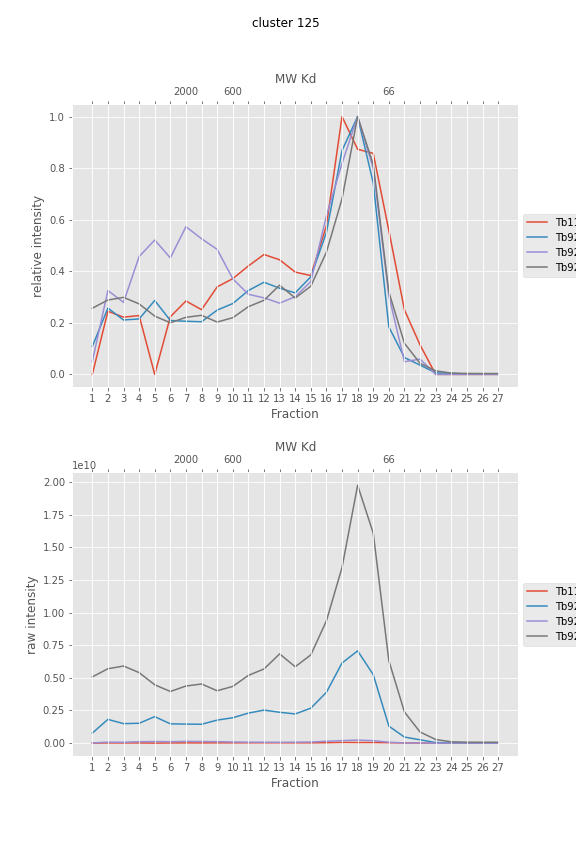 cluster 125
MW Kd
2000 600 66
1.0
0.8
0.6
0.4
0.2
0.0
relative intensity
Tb11
Tb92
Tb92
Tb92
1 2 3 4 5 6 7 8 9 10 11 12 13 14 15 16 17 18 19 20 21 22 23 24 25 26 27
Fraction
MW Kd
1e10
2000 600 66
2.00
1.75
1.50
1.25
1.00
0.75
0.50
0.25
0.00
raw intensity
Tb11
Tb92
Tb92
Tb92
1 2 3 4 5 6 7 8 9 10 11 12 13 14 15 16 17 18 19 20 21 22 23 24 25 26 27
Fraction